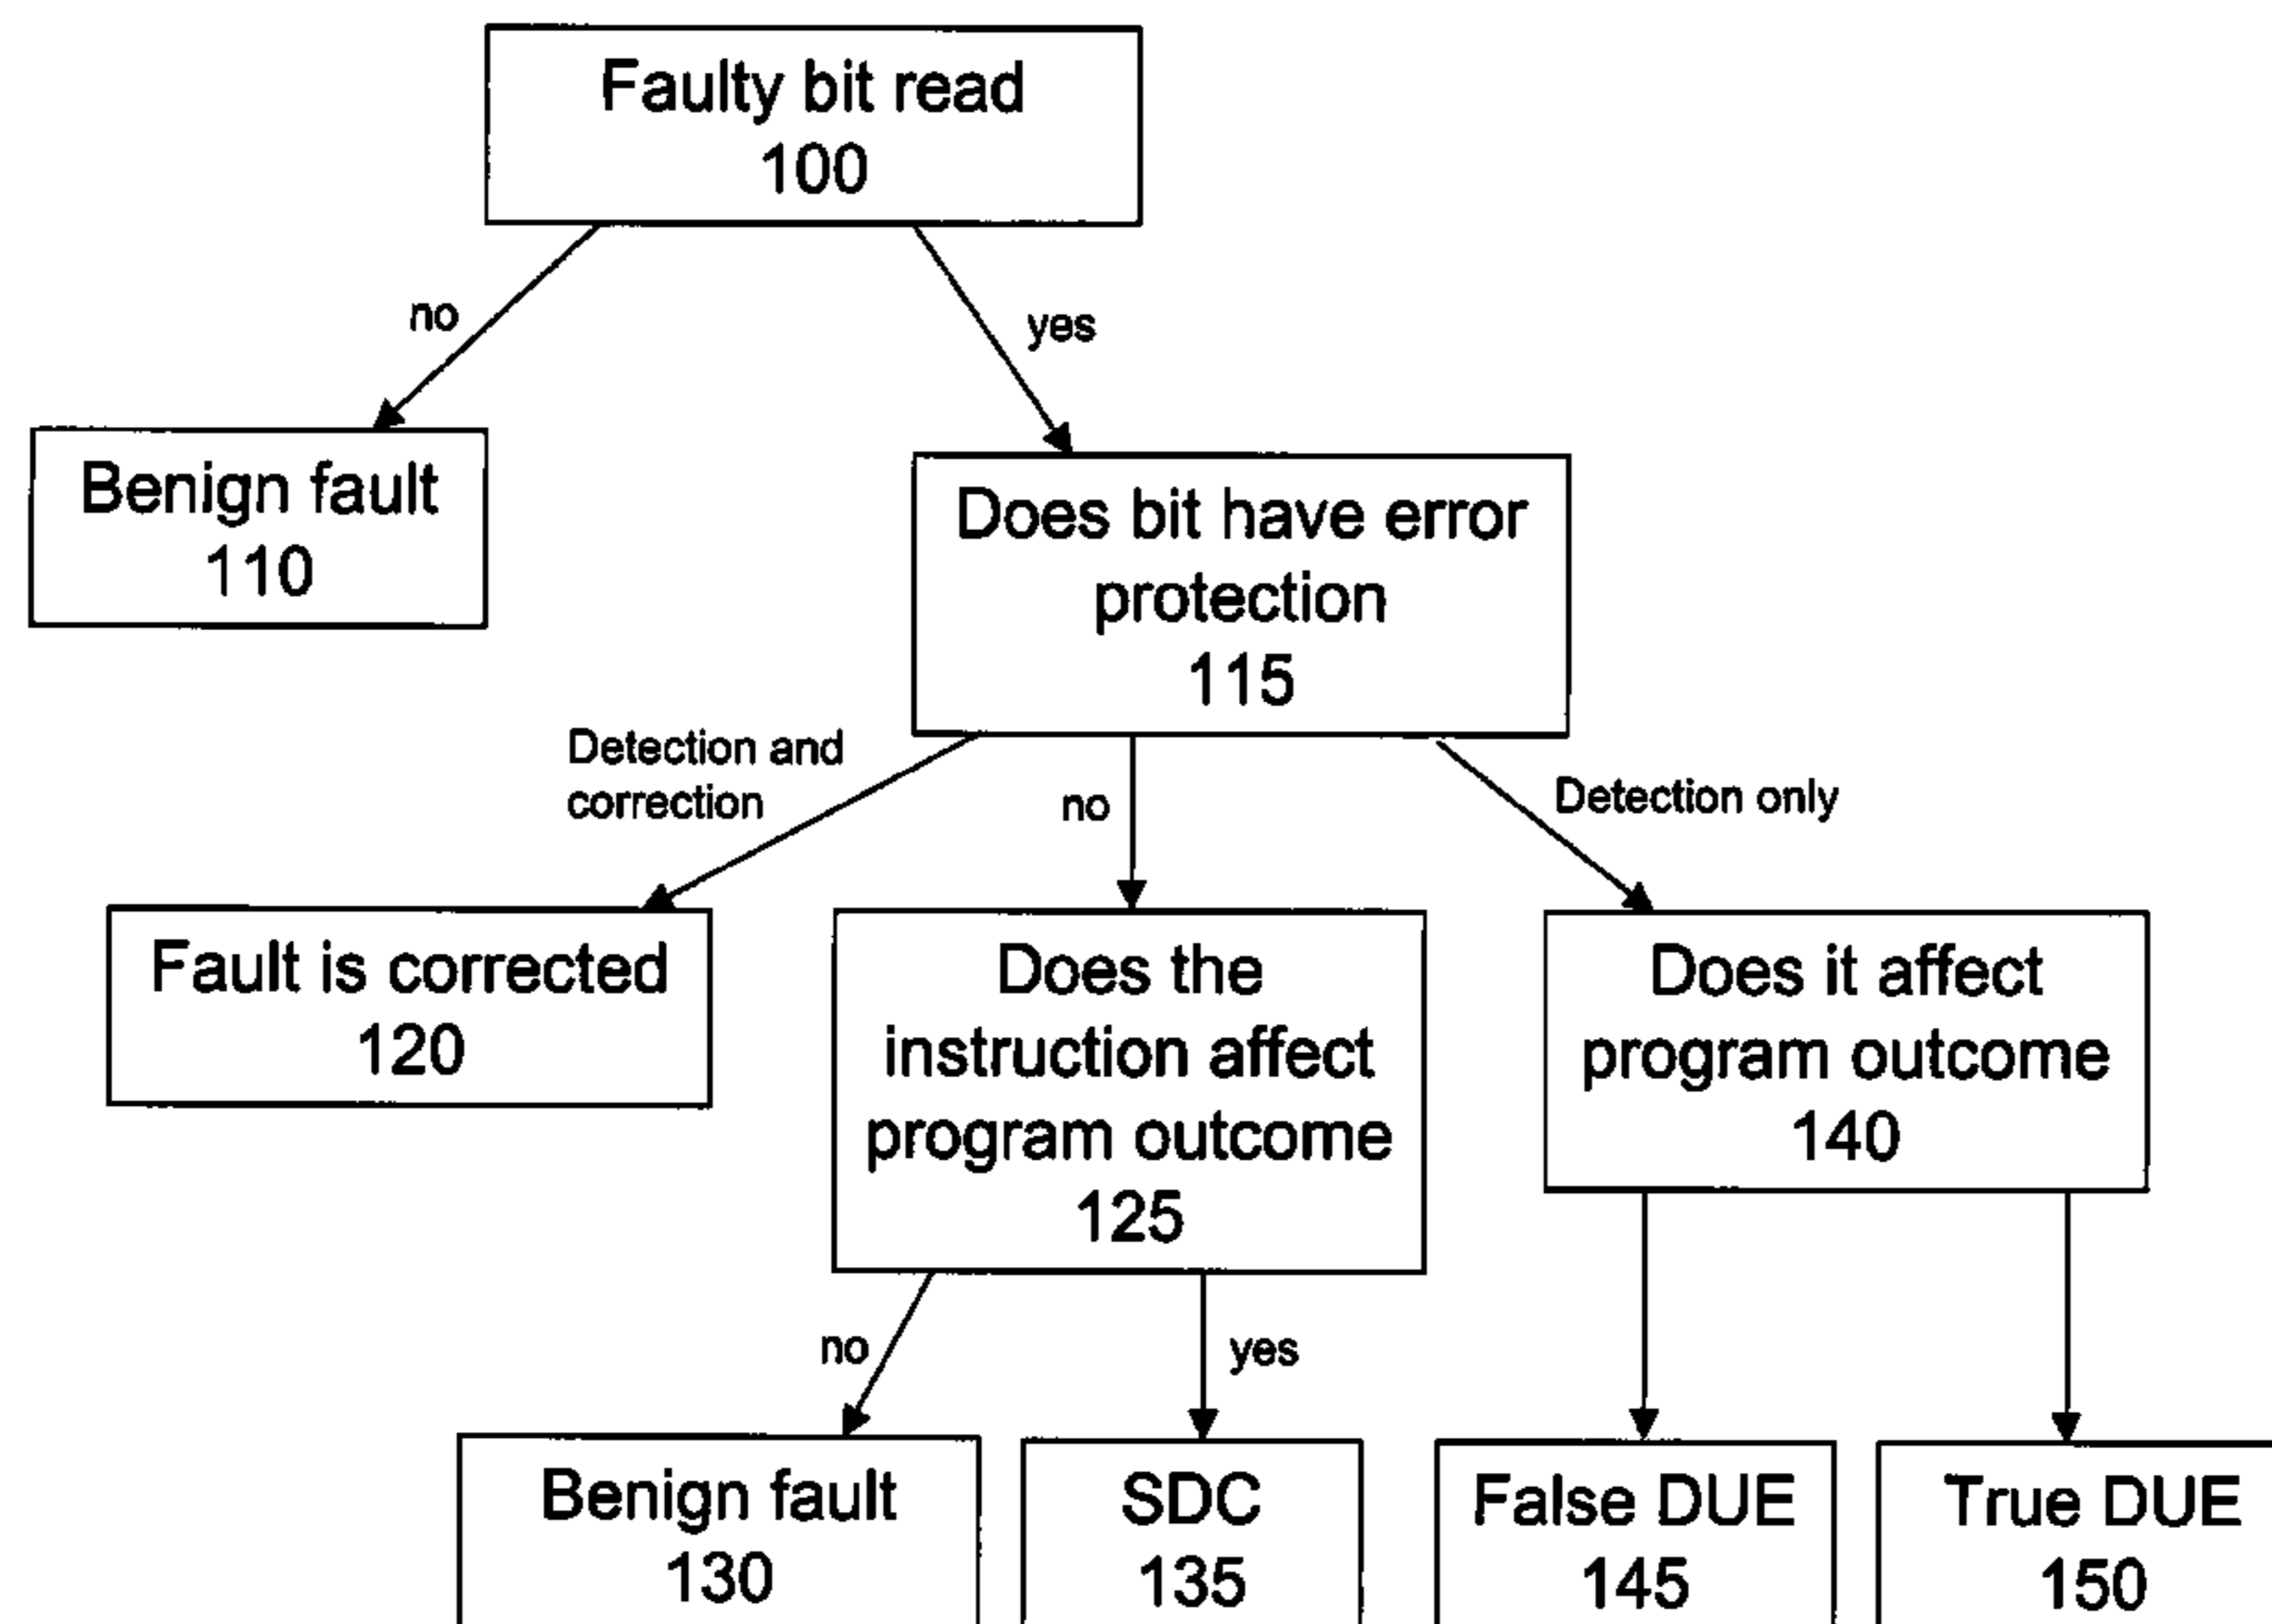 Faulty bit read
100
no
yes
Benign fault
110
Does bit have error
protection
115
Detection and
correction
no
Detection only
Fault is corrected
120
Does the
instruction affect
program outcome
125
Does it affect
program outcome
140
no
yes
Benign fault
130
SDC
135
False DUE
145
True DUE
150